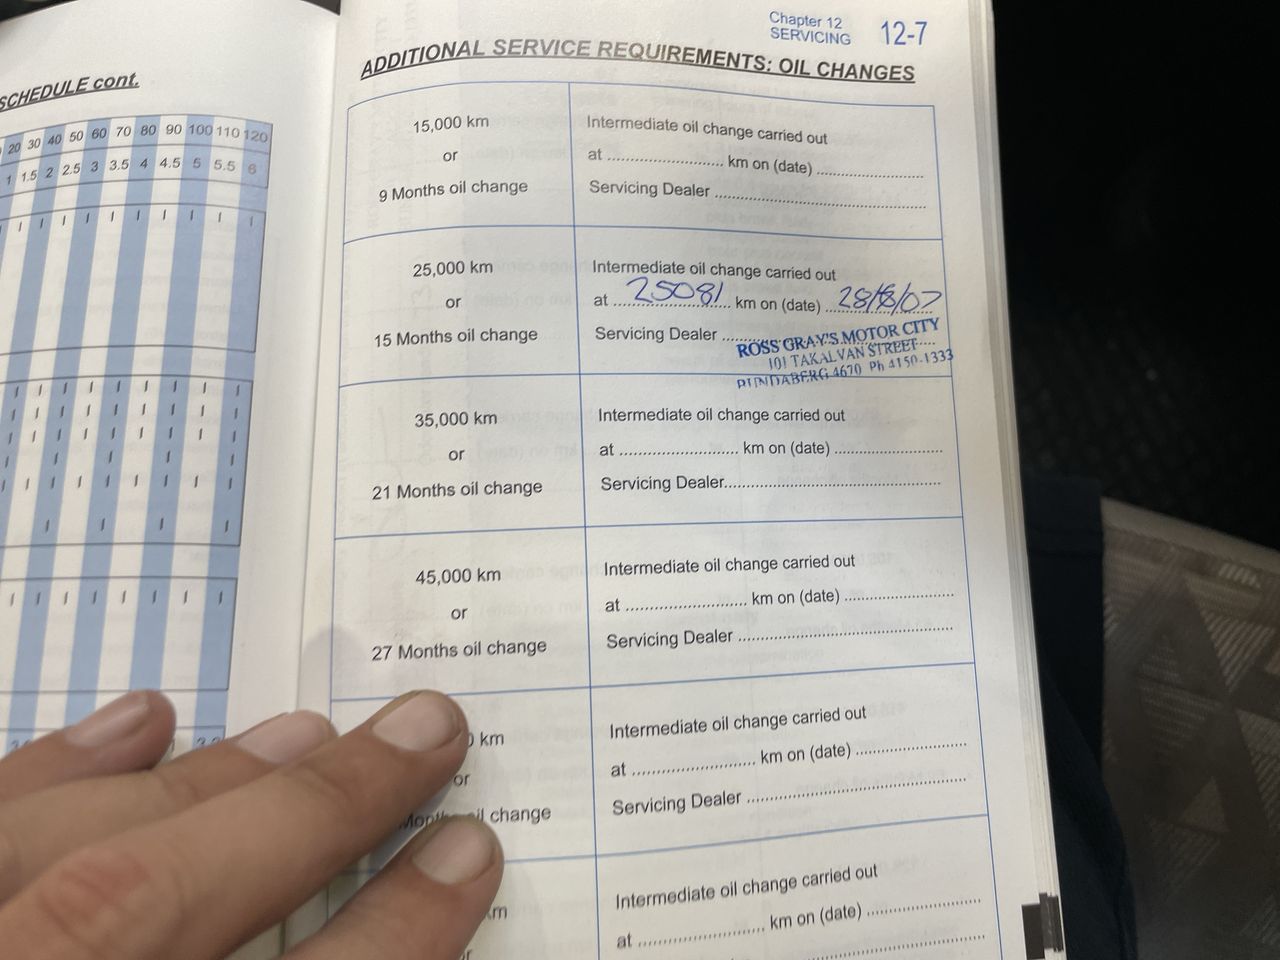 SCHEDULE cont.
20 30 40 50 60 70 80 90 100 110 120
1 1.5 2 2.5 3 3.5 4 4.5 5 5.5 6
Chapter 12
SERVICING 12-7
ADDITIONAL SERVICE REQUIREMENTS: OIL CHANGES
15,000 km
or
9 Months oil change
Intermediate oil change carried out
at ........................ km on (date) ......................
Servicing Dealer ............................................
25,000 km
or
15 Months oil change
Intermediate oil change carried out
at 25081 km on (date) 28/8/07
Servicing Dealer
ROSS GRAY'S MOTOR CITY
101 TAKALVAN STREET
BUNDABERG 4670 Ph 4150-1333
35,000 km
or
21 Months oil change
Intermediate oil change carried out
at ........................ km on (date) ......................
Servicing Dealer............................................
45,000 km
or
27 Months oil change
Intermediate oil change carried out
at ........................ km on (date) ......................
Servicing Dealer ............................................
km
or
oil change
Intermediate oil change carried out
at ........................ km on (date) ......................
Servicing Dealer ............................................
km
or
Intermediate oil change carried out
at ........................ km on (date) ......................